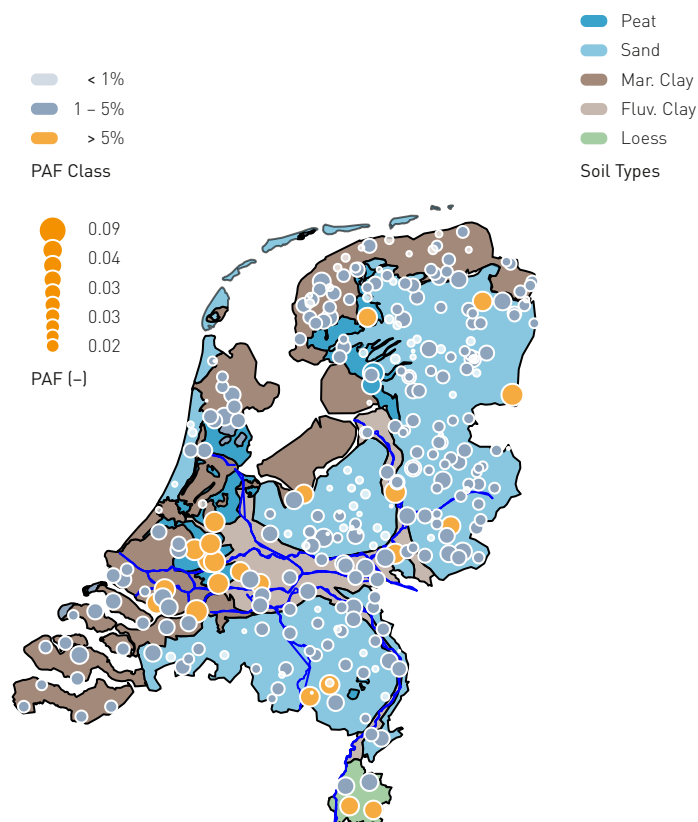 Peat
Sand
Mar. Clay
Fluv. Clay
Loess
Soil Types
< 1%
1 – 5%
> 5%
PAF Class
0.09
0.04
0.03
0.03
0.02
PAF (–)